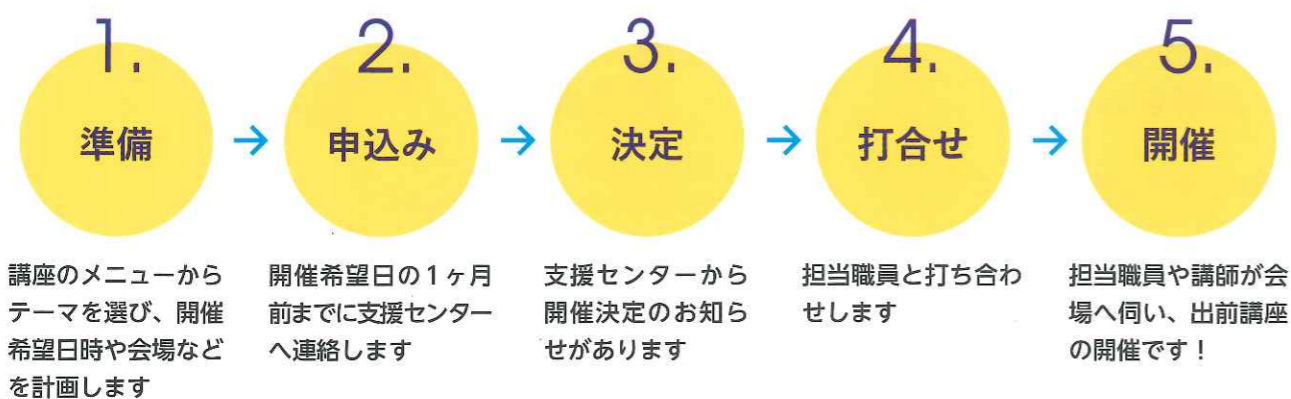 1.
準備
講座のメニューから
テーマを選び、開催
希望日時や会場など
を計画します
→
2.
申込み
開催希望日の1ヶ月
前までに支援センター
へ連絡します
→
3.
決定
支援センターから
開催決定のお知ら
せがあります
→
4.
打合せ
担当職員と打ち合わ
せします
→
5.
開催
担当職員や講師が会
場へ伺い、出前講座
の開催です！